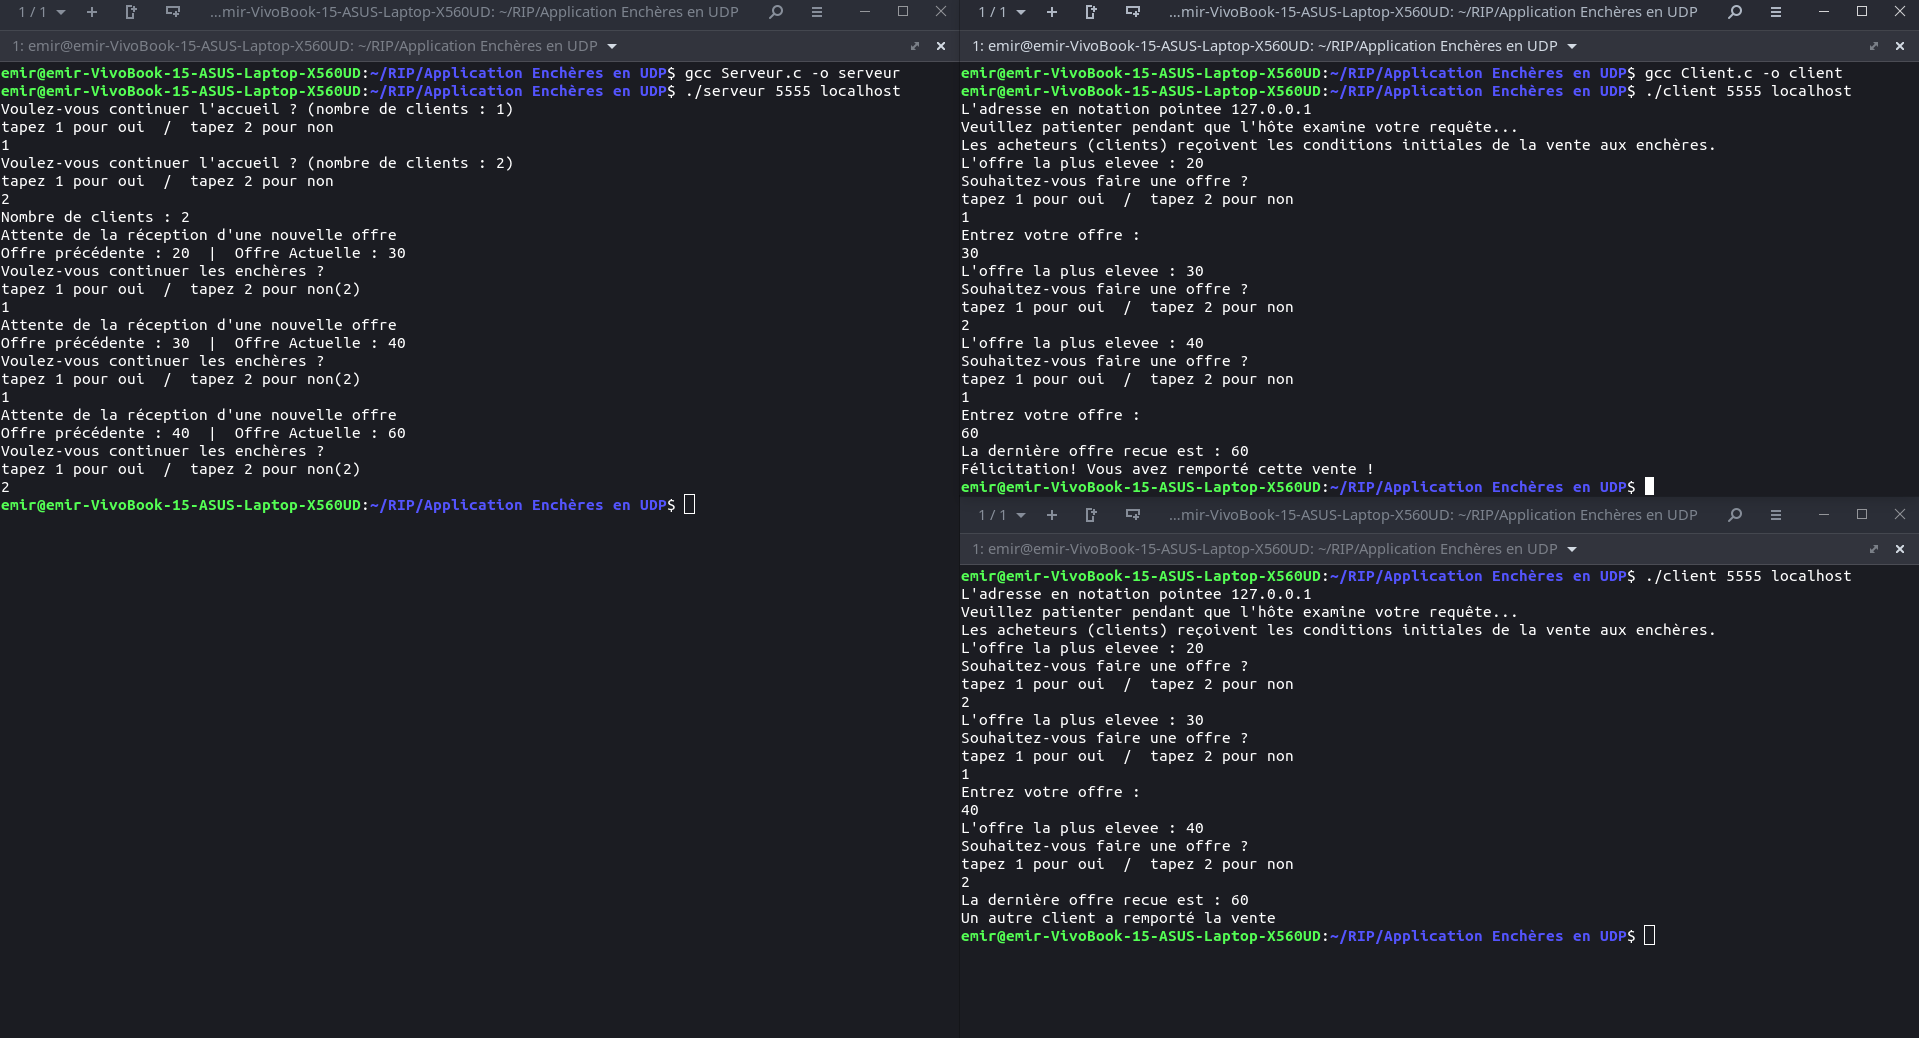 1 / 1 ...mir-VivoBook-15-ASUS-Laptop-X560UD: ~/RIP/Application Enchères en UDP
1: emir@emir-VivoBook-15-ASUS-Laptop-X560UD: ~/RIP/Application Enchères en UDP
emir@emir-VivoBook-15-ASUS-Laptop-X560UD:~/RIP/Application Enchères en UDP$ gcc Serveur.c -o serveur
emir@emir-VivoBook-15-ASUS-Laptop-X560UD:~/RIP/Application Enchères en UDP$ ./serveur 5555 localhost
Voulez-vous continuer l'accueil ? (nombre de clients : 1)
tapez 1 pour oui  /  tapez 2 pour non
1
Voulez-vous continuer l'accueil ? (nombre de clients : 2)
tapez 1 pour oui  /  tapez 2 pour non
2
Nombre de clients : 2
Attente de la réception d'une nouvelle offre
Offre précédente : 20  |  Offre Actuelle : 30
Voulez-vous continuer les enchères ?
tapez 1 pour oui  /  tapez 2 pour non(2)
1
Attente de la réception d'une nouvelle offre
Offre précédente : 30  |  Offre Actuelle : 40
Voulez-vous continuer les enchères ?
tapez 1 pour oui  /  tapez 2 pour non(2)
1
Attente de la réception d'une nouvelle offre
Offre précédente : 40  |  Offre Actuelle : 60
Voulez-vous continuer les enchères ?
tapez 1 pour oui  /  tapez 2 pour non(2)
2
emir@emir-VivoBook-15-ASUS-Laptop-X560UD:~/RIP/Application Enchères en UDP$
1 / 1 ...mir-VivoBook-15-ASUS-Laptop-X560UD: ~/RIP/Application Enchères en UDP
1: emir@emir-VivoBook-15-ASUS-Laptop-X560UD: ~/RIP/Application Enchères en UDP
emir@emir-VivoBook-15-ASUS-Laptop-X560UD:~/RIP/Application Enchères en UDP$ gcc Client.c -o client
emir@emir-VivoBook-15-ASUS-Laptop-X560UD:~/RIP/Application Enchères en UDP$ ./client 5555 localhost
L'adresse en notation pointee 127.0.0.1
Veuillez patienter pendant que l'hôte examine votre requête...
Les acheteurs (clients) reçoivent les conditions initiales de la vente aux enchères.
L'offre la plus elevee : 20
Souhaitez-vous faire une offre ?
tapez 1 pour oui  /  tapez 2 pour non
1
Entrez votre offre :
30
L'offre la plus elevee : 30
Souhaitez-vous faire une offre ?
tapez 1 pour oui  /  tapez 2 pour non
2
L'offre la plus elevee : 40
Souhaitez-vous faire une offre ?
tapez 1 pour oui  /  tapez 2 pour non
1
Entrez votre offre :
60
La dernière offre recue est : 60
Félicitation! Vous avez remporté cette vente !
emir@emir-VivoBook-15-ASUS-Laptop-X560UD:~/RIP/Application Enchères en UDP$
1 / 1 ...mir-VivoBook-15-ASUS-Laptop-X560UD: ~/RIP/Application Enchères en UDP
1: emir@emir-VivoBook-15-ASUS-Laptop-X560UD: ~/RIP/Application Enchères en UDP
emir@emir-VivoBook-15-ASUS-Laptop-X560UD:~/RIP/Application Enchères en UDP$ ./client 5555 localhost
L'adresse en notation pointee 127.0.0.1
Veuillez patienter pendant que l'hôte examine votre requête...
Les acheteurs (clients) reçoivent les conditions initiales de la vente aux enchères.
L'offre la plus elevee : 20
Souhaitez-vous faire une offre ?
tapez 1 pour oui  /  tapez 2 pour non
2
L'offre la plus elevee : 30
Souhaitez-vous faire une offre ?
tapez 1 pour oui  /  tapez 2 pour non
1
Entrez votre offre :
40
L'offre la plus elevee : 40
Souhaitez-vous faire une offre ?
tapez 1 pour oui  /  tapez 2 pour non
2
La dernière offre recue est : 60
Un autre client a remporté la vente
emir@emir-VivoBook-15-ASUS-Laptop-X560UD:~/RIP/Application Enchères en UDP$